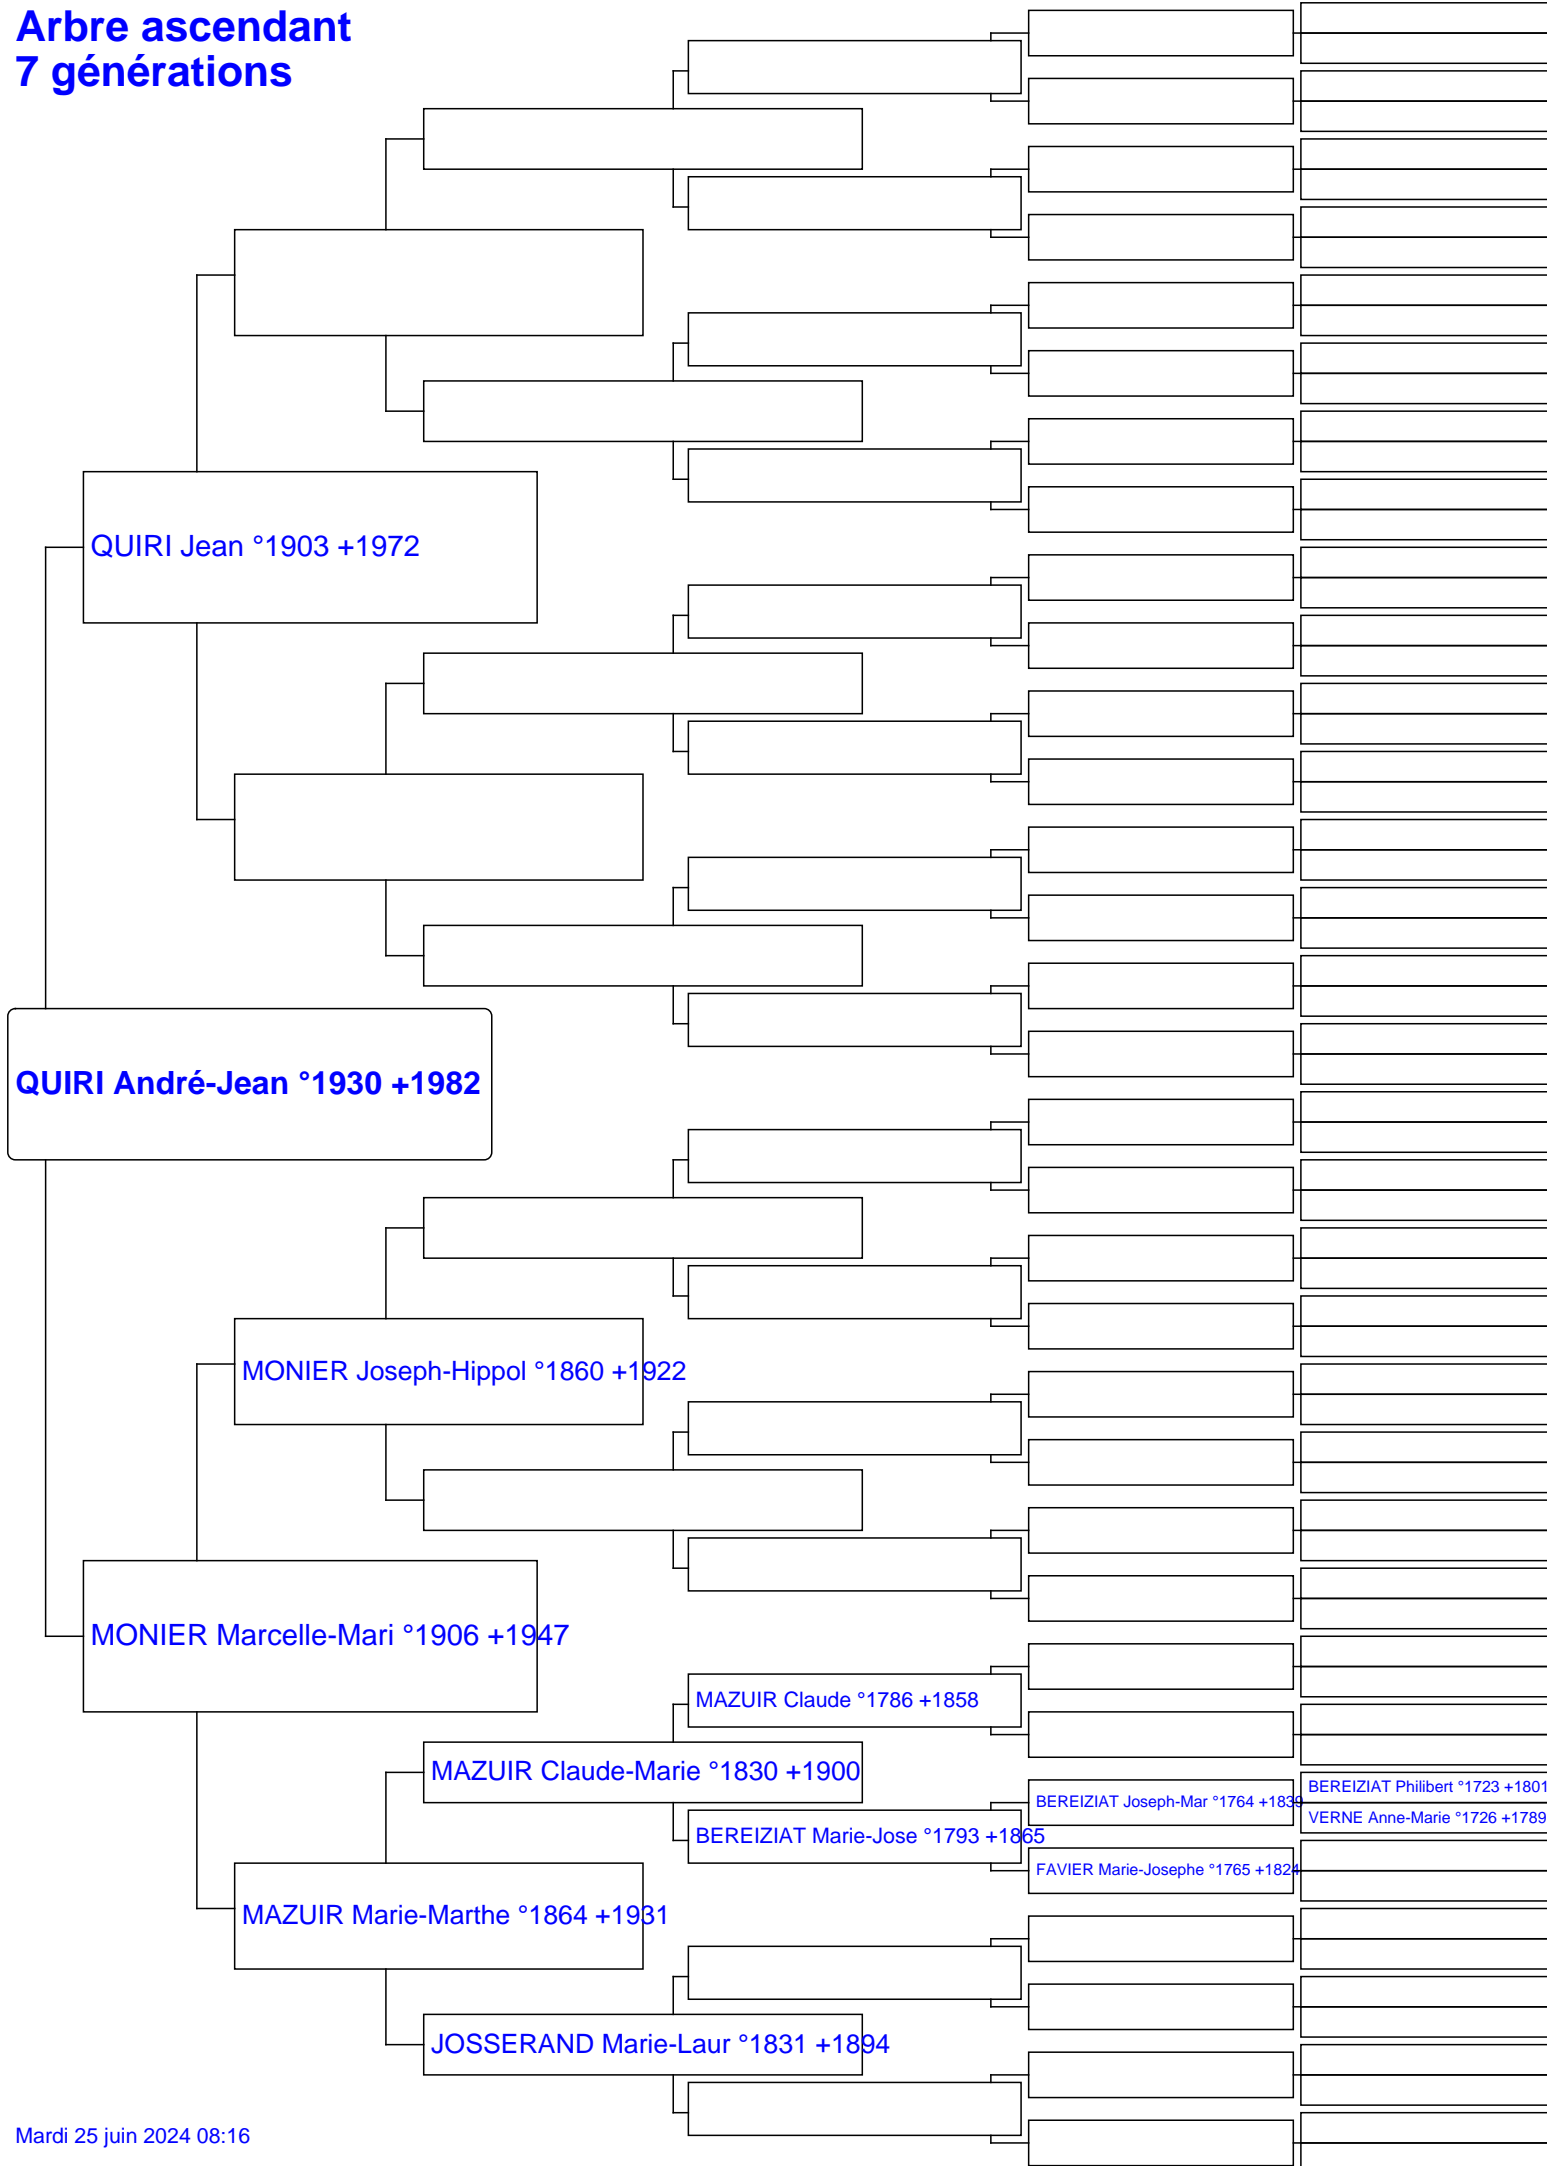 Arbre ascendant
7 générations
QUIRI Jean °1903 +1972
QUIRI André-Jean °1930 +1982
MONIER Joseph-Hippol °1860 +1922
MONIER Marcelle-Mari °1906 +1947
MAZUIR Claude °1786 +1858
MAZUIR Claude-Marie °1830 +1900
BEREIZIAT Philibert °1723 +1801
BEREIZIAT Joseph-Mar °1764 +1839
VERNE Anne-Marie °1726 +1789
BEREIZIAT Marie-Jose °1793 +1865
FAVIER Marie-Josephe °1765 +1824
MAZUIR Marie-Marthe °1864 +1931
JOSSERAND Marie-Laur °1831 +1894
Mardi 25 juin 2024 08:16